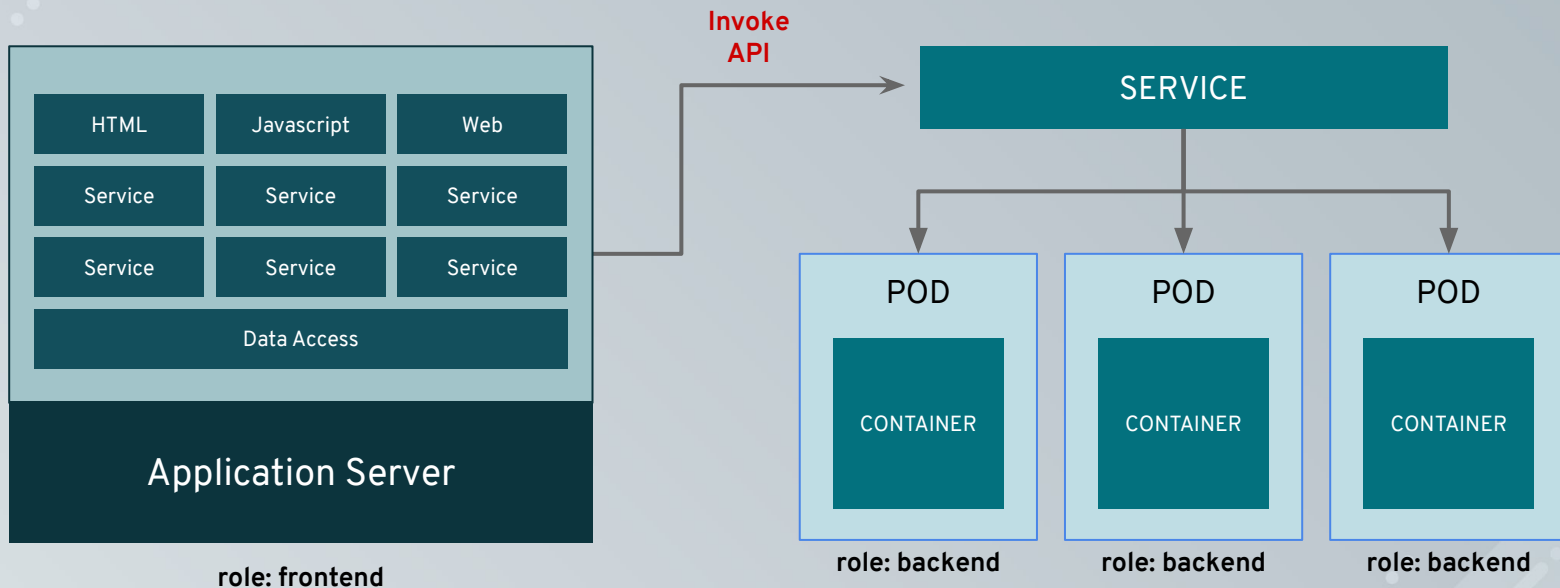 Invoke
API
HTML
Javascript
Web
Service
Service
Service
Service
Service
Service
Data Access
Application Server
role: frontend
SERVICE
POD
POD
POD
CONTAINER
CONTAINER
CONTAINER
role: backend
role: backend
role: backend